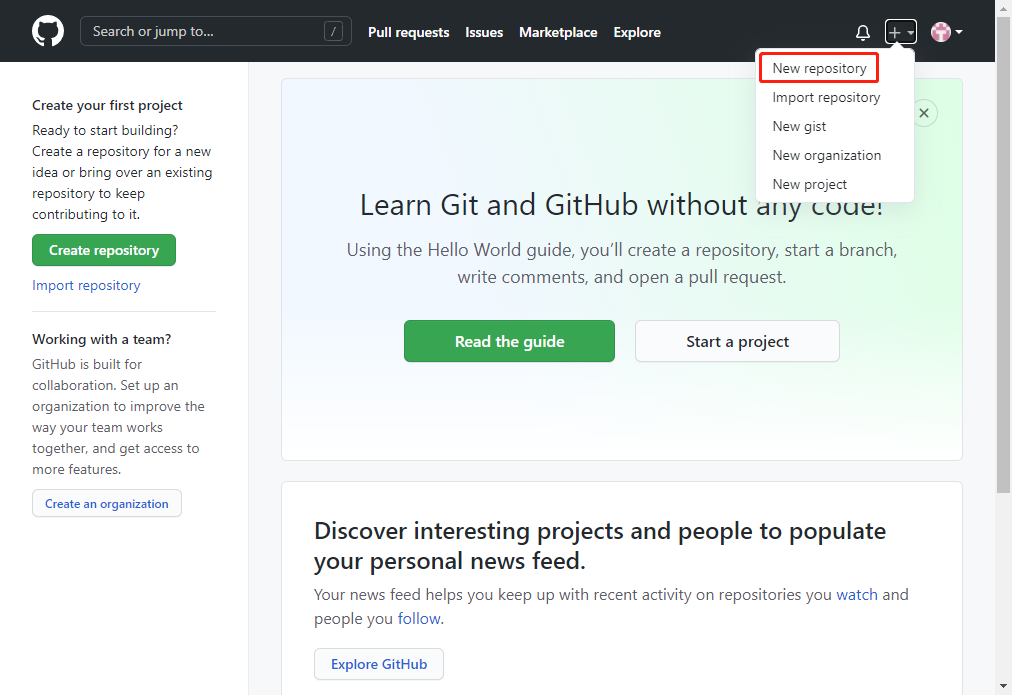 Search or jump to... /
Pull requests Issues Marketplace Explore
New repository
Import repository
New gist
New organization
New project
Create your first project
Ready to start building?
Create a repository for a new
idea or bring over an existing
repository to keep
contributing to it.
Create repository
Import repository
Working with a team?
GitHub is built for
collaboration. Set up an
organization to improve the
way your team works
together, and get access to
more features.
Create an organization
Learn Git and GitHub without any code!
Using the Hello World guide, you’ll create a repository, start a branch,
write comments, and open a pull request.
Read the guide
Start a project
Discover interesting projects and people to populate
your personal news feed.
Your news feed helps you keep up with recent activity on repositories you watch and
people you follow.
Explore GitHub